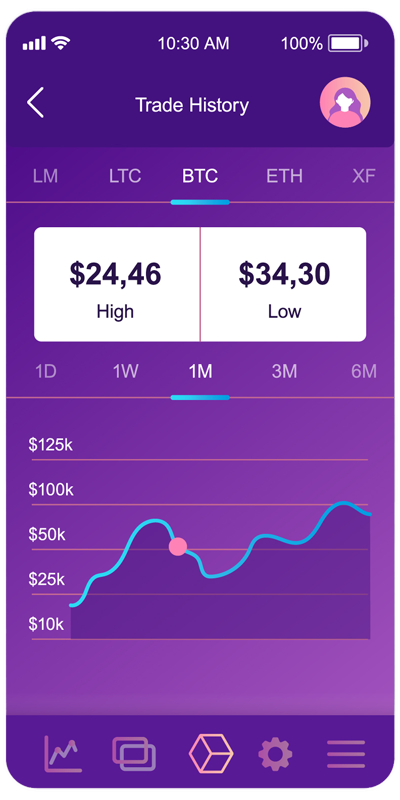 10:30 AM 100%
Trade History
LM LTC BTC ETH XF
$24,46 $34,30
High Low
1D 1W 1M 3M 6M
$125k
$100k
$50k
$25k
$10k